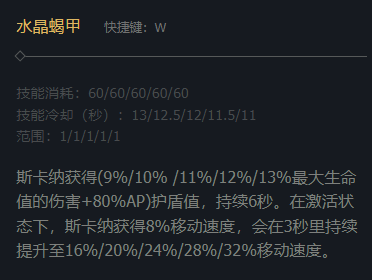 水晶蝎甲 快捷键：W
技能消耗：60/60/60/60/60
技能冷却（秒）：13/12.5/12/11.5/11
范围：1/1/1/1/1
斯卡纳获得(9%/10% /11%/12%/13%最大生命
值的伤害+80%AP)护盾值，持续6秒。在激活状
态下，斯卡纳获得8%移动速度，会在3秒里持续
提升至16%/20%/24%/28%/32%移动速度。